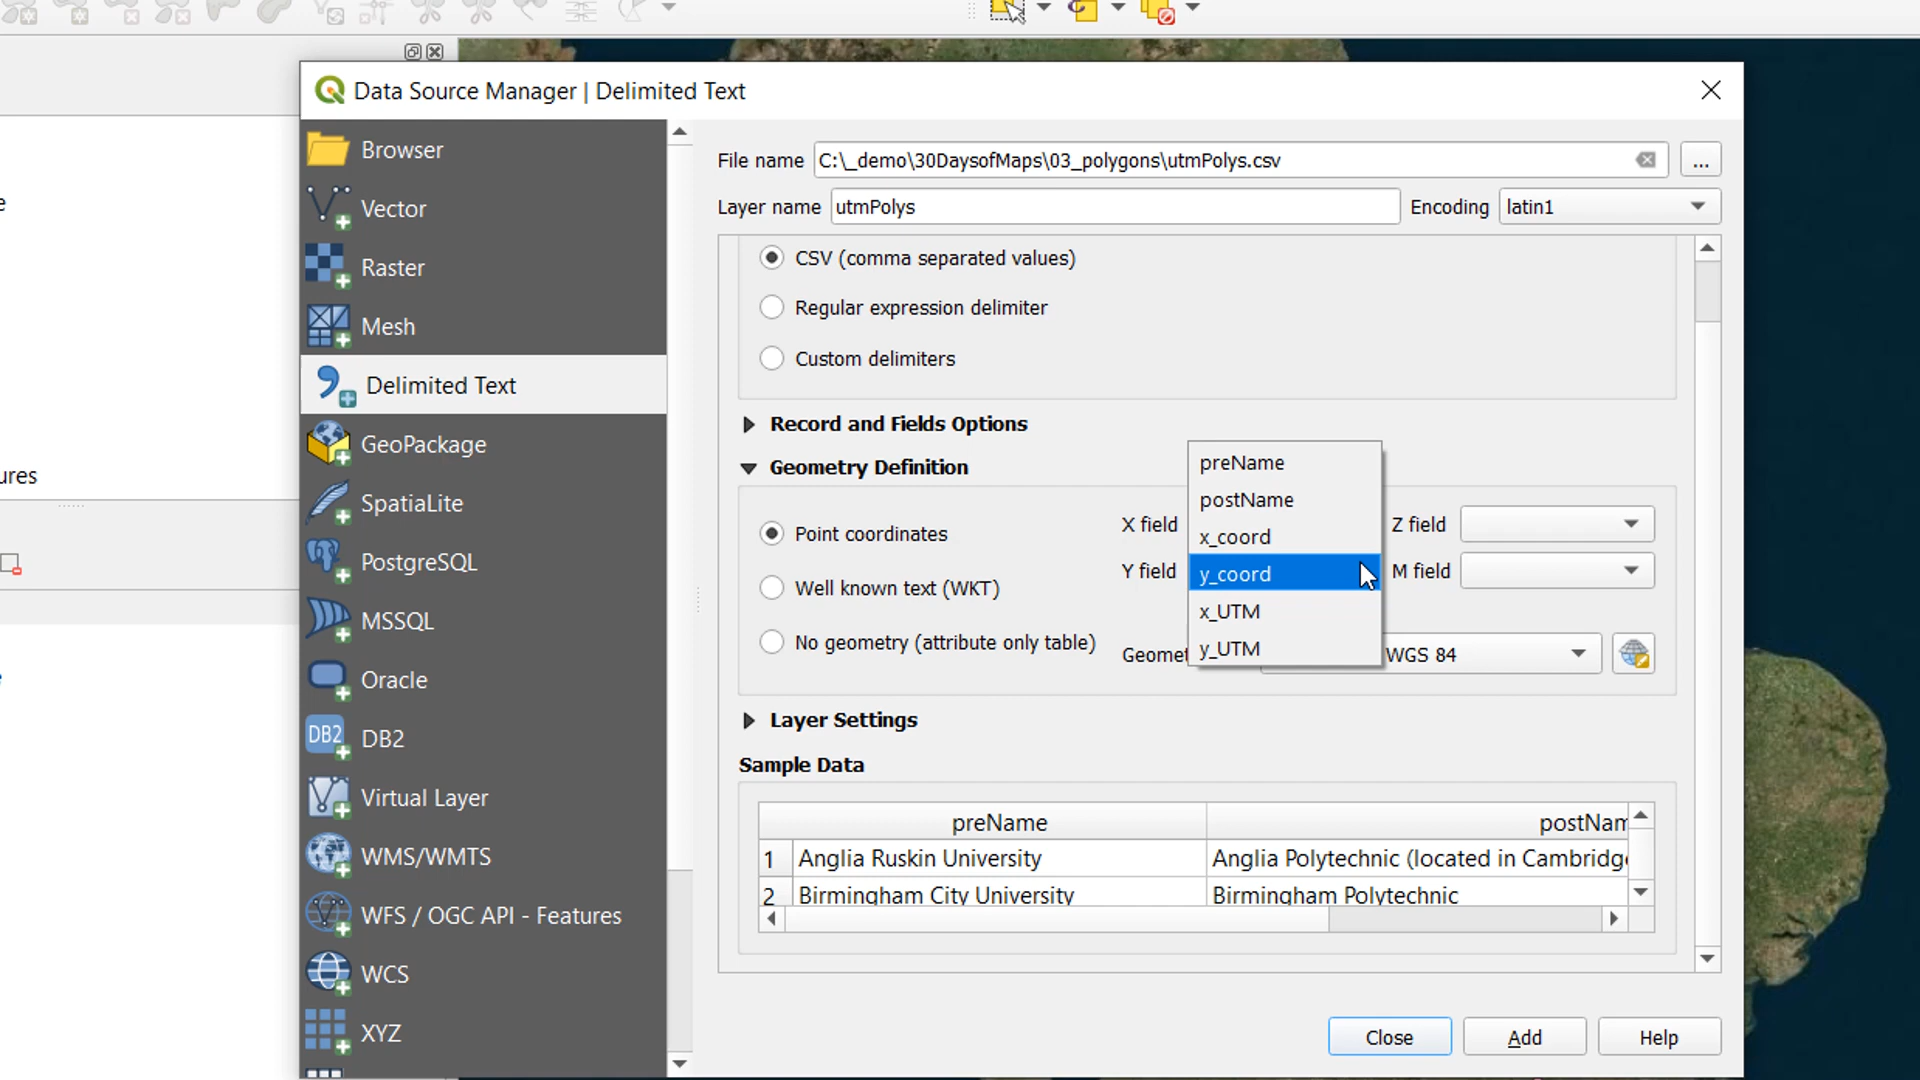 Data Source Manager | Delimited Text
ures
Browser
Vector
Raster
Mesh
Delimited Text
GeoPackage
SpatiaLite
PostgreSQL
MSSQL
Oracle
DB2
DB2
Virtual Layer
WMS/WMTS
WFS / OGC API - Features
WCS
XYZ
File name C:\_demo\30DaysofMaps\03_polygons\utmPolys.csv ...
Layer name utmPolys Encoding latin1
CSV (comma separated values)
Regular expression delimiter
Custom delimiters
Record and Fields Options
Geometry Definition
Point coordinates
Well known text (WKT)
No geometry (attribute only table)
X field
Y field
Geomet
preName
postName
x_coord
y_coord
x_UTM
y_UTM
Z field
M field
WGS 84
Layer Settings
Sample Data
preName postNam
1 Anglia Ruskin University Anglia Polytechnic (located in Cambridge
2 Birmingham City University Birmingham Polytechnic
Close Add Help